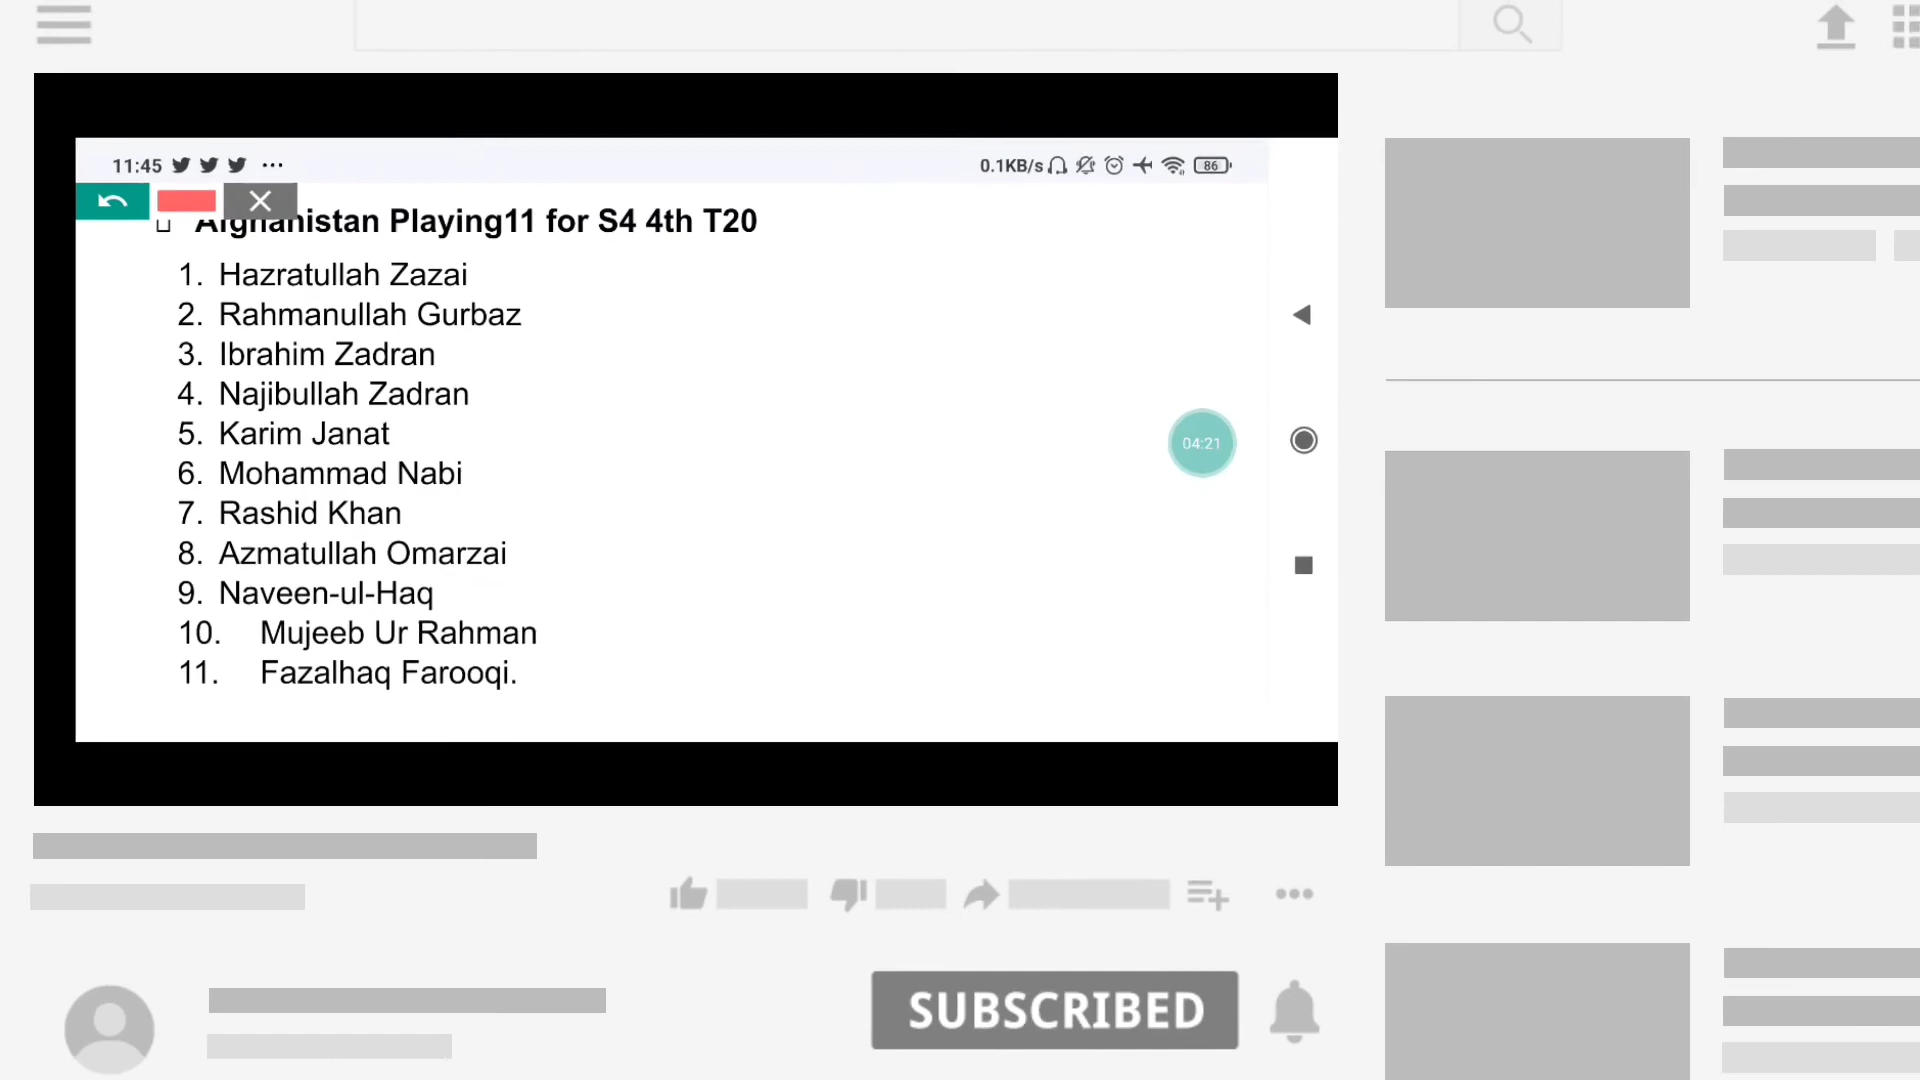 11:45
0.1KB/s
86
Afghanistan Playing11 for S4 4th T20
1. Hazratullah Zazai
2. Rahmanullah Gurbaz
3. Ibrahim Zadran
4. Najibullah Zadran
5. Karim Janat
04:21
6. Mohammad Nabi
7. Rashid Khan
8. Azmatullah Omarzai
9. Naveen-ul-Haq
10. Mujeeb Ur Rahman
11. Fazalhaq Farooqi.
SUBSCRIBED